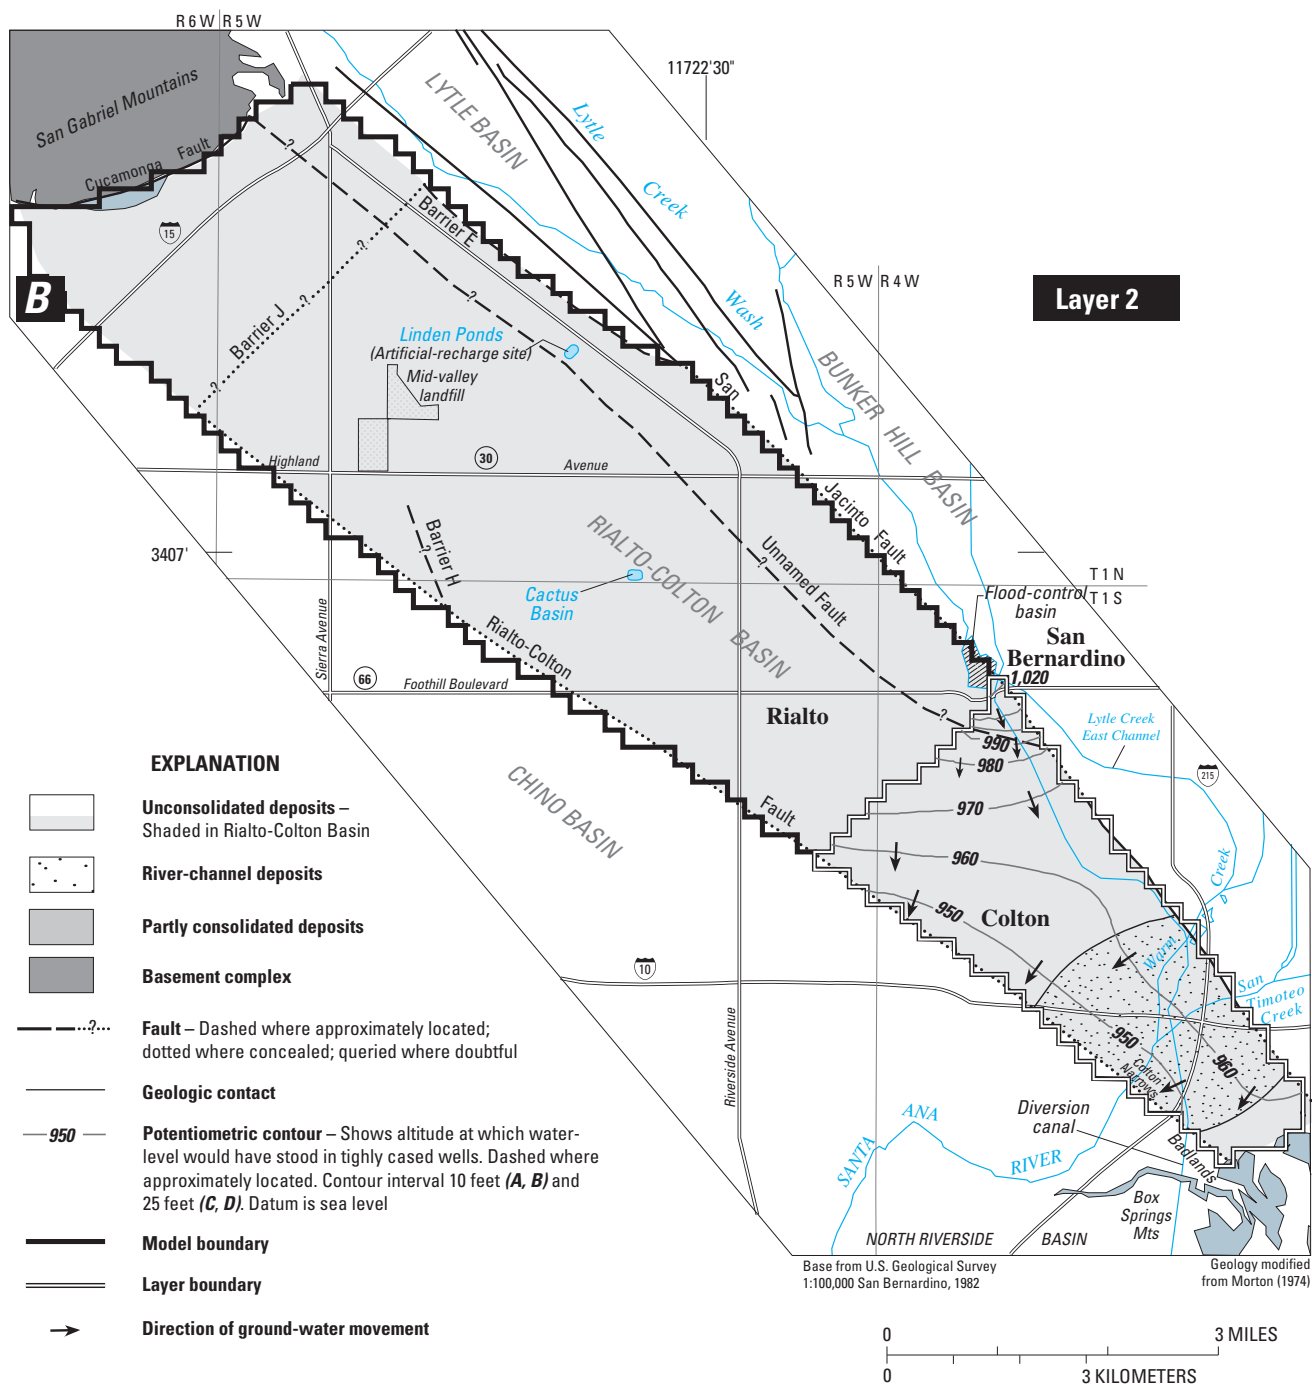 R 6 W R 5 W
11722'30"
San Gabriel Mountains
Cucamonga Fault
LYTLE BASIN
Lytle Creek Wash
?
15
Barrier E
?
?
R 5 W R 4 W
B
Layer 2
Barrier J
?
?
?
Linden Ponds
(Artificial-recharge site)
Mid-valley
landfill
San Jacinto Fault
BUNKER HILL BASIN
Highland Avenue
30
3407'
Barrier H
?
RIALTO-COLTON BASIN
Unnamed Fault
?
T 1 N
T 1 S
Cactus
Basin
Flood-control
basin
San
Bernardino
1,020
Sierra Avenue
Rialto-Colton Fault
66
Foothill Boulevard
Rialto
?
Lytle Creek
East Channel
990
980
215
970
960
950
CHINO BASIN
Colton
Warm Creek
10
San
Timoteo
Creek
Riverside Avenue
950
960
Colton
Narrows
Diversion
canal
SANTA ANA RIVER
Badlands
Box
Springs
Mts
NORTH RIVERSIDE BASIN
Base from U.S. Geological Survey
1:100,000 San Bernardino, 1982
Geology modified
from Morton (1974)
EXPLANATION
Unconsolidated deposits –
Shaded in Rialto-Colton Basin
River-channel deposits
Partly consolidated deposits
Basement complex
?
Fault – Dashed where approximately located;
dotted where concealed; queried where doubtful
Geologic contact
950
Potentiometric contour – Shows altitude at which water-
level would have stood in tighly cased wells. Dashed where
approximately located. Contour interval 10 feet (A, B) and
25 feet (C, D). Datum is sea level
Model boundary
Layer boundary
Direction of ground-water movement
0 3 MILES
0 3 KILOMETERS